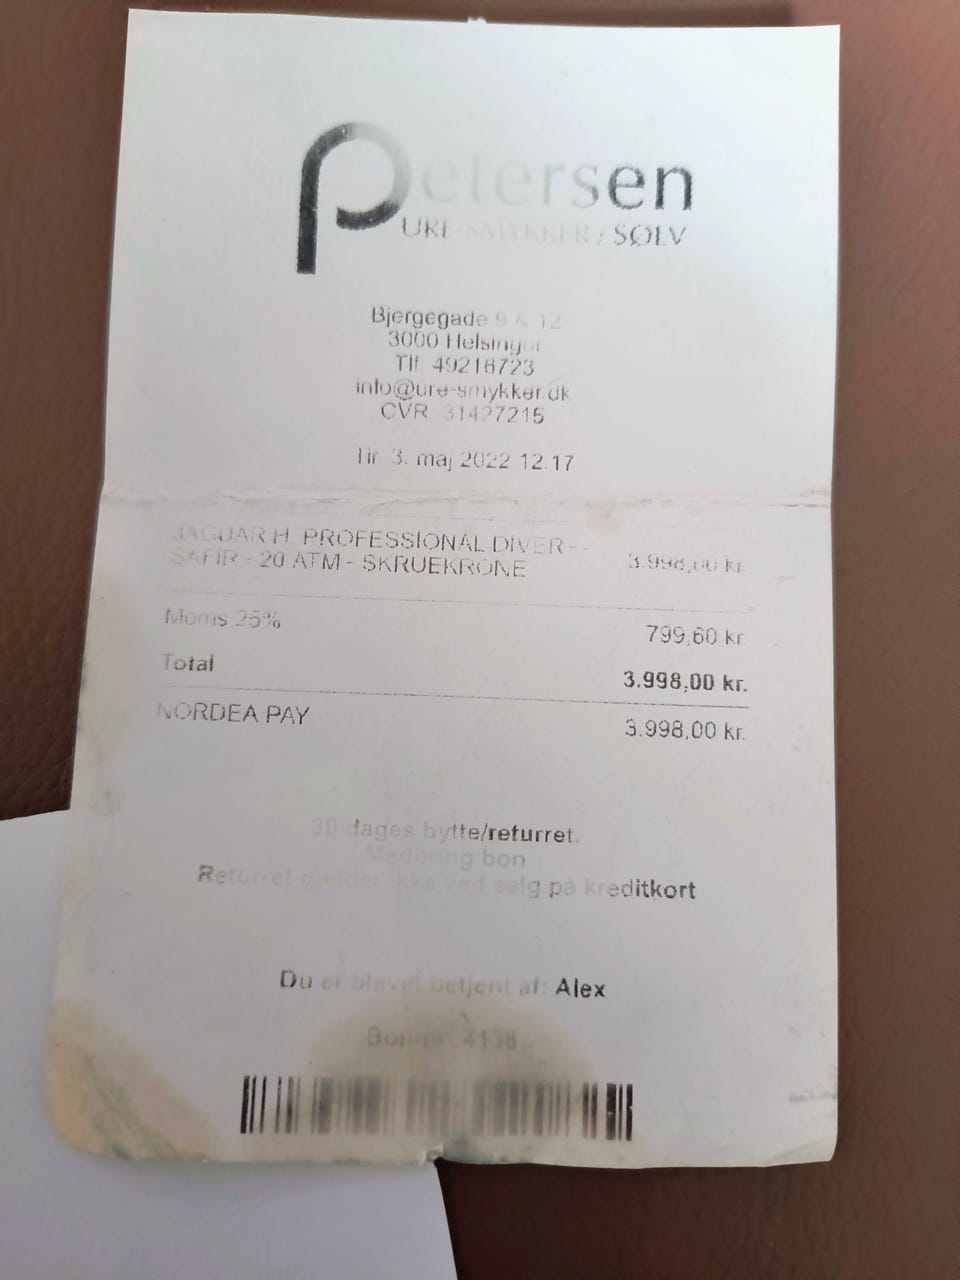 Petersen
URE-SMYKKER / SØLV
Bjergegade 9 & 12
3000 Helsingør
Tlf. 49216723
info@ure-smykker.dk
CVR: 31427215
Tir 3. maj 2022 12.17
JAGUAR H. PROFESSIONAL DIVER -
SAFIR - 20 ATM - SKRUEKRONE 3.998,00 kr.
Moms 25% 799,60 kr.
Total 3.998,00 kr.
NORDEA PAY 3.998,00 kr.
30 dages bytte/returret.
Medbring bon
Returret gælder ikke ved salg på kreditkort
Du er blevet betjent af: Alex
Bon nr. 4138